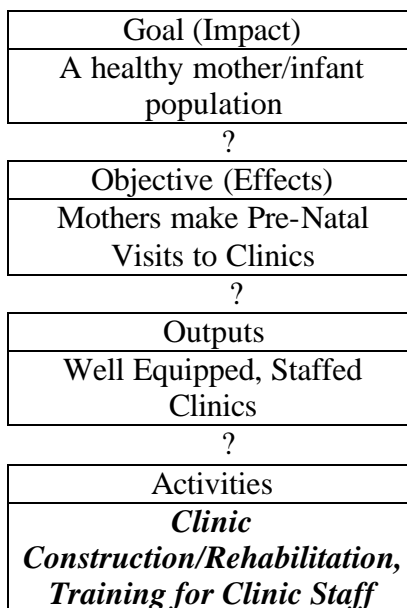 Goal (Impact)
A healthy mother/infant
population
?
Objective (Effects)
Mothers make Pre-Natal
Visits to Clinics
?
Outputs
Well Equipped, Staffed
Clinics
?
Activities
Clinic
Construction/Rehabilitation,
Training for Clinic Staff